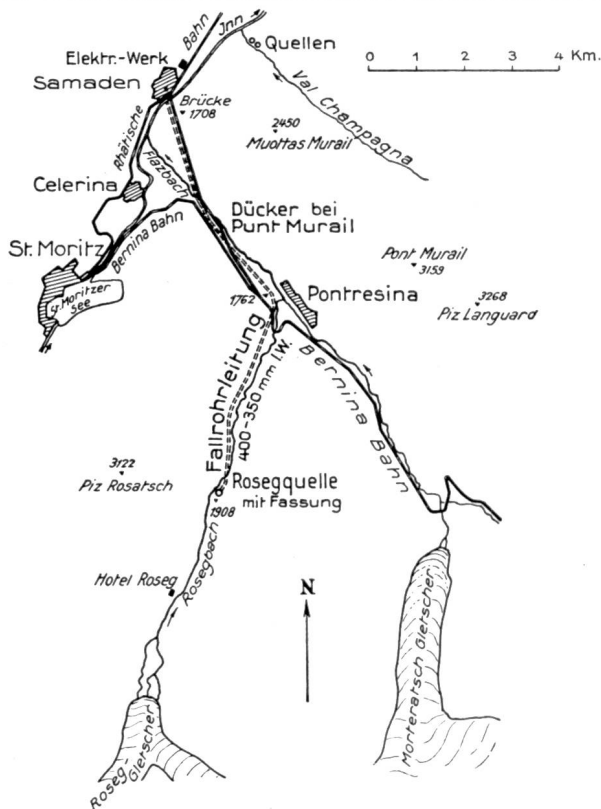 Bahn
Jnn
Quellen
Elektr.-Werk
Samaden
0 1 2 3 4 Km.
Brücke
1708
Val Champagna
2450
Muottas Murail
Rhätische
Flazbach
Celerina
Dücker bei
Punt Murail
St. Moritz
Bernina Bahn
St. Moritzer
see
Pont Murail
3159
3268
Piz Languard
Pontresina
1762
Fallrohrleitung
400-350 mm l.W.
Bernina Bahn
3122
Piz Rosatsch
Rosegquelle
mit Fassung
1908
Rosegbach
Hotel Roseg
N
Morteratsch Gletscher
Roseg-
Gletscher